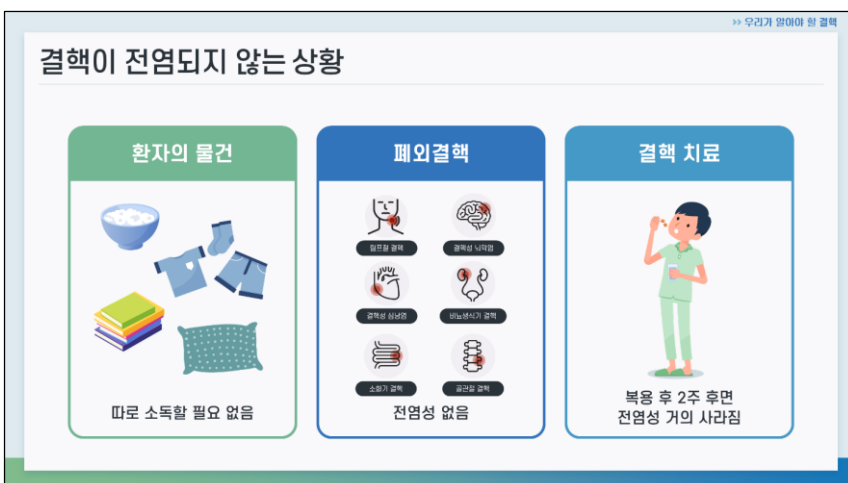 >> 우리가 알아야 할 결핵
결핵이 전염되지 않는 상황
환자의 물건
따로 소독할 필요 없음
폐외결핵
림프절 결핵
결핵성 뇌막염
결핵성 심낭염
비뇨생식기 결핵
소화기 결핵
골관절 결핵
전염성 없음
결핵 치료
복용 후 2주 후면
전염성 거의 사라짐